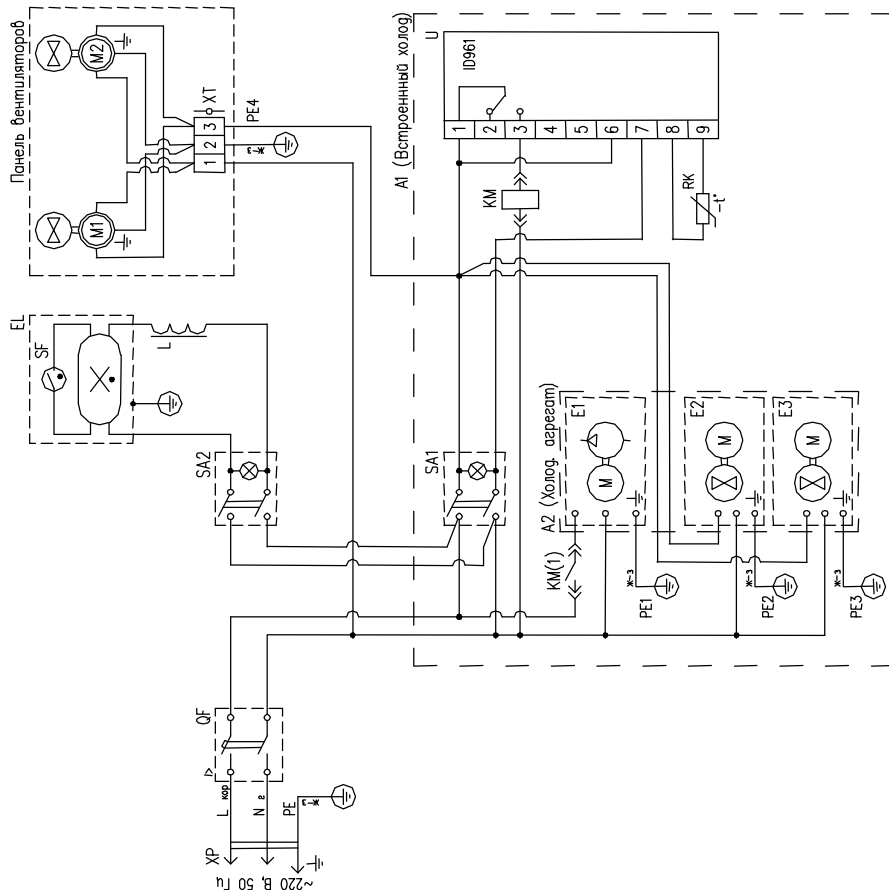 Панель вентиляторов
M2
M1
3
2
1
XT
PE4
ж-з
EL
SF
L
SA2
A1 (Встроенный холод)
U
ID961
1
2
3
4
5
6
7
8
9
KM
RK
-t°
SA1
A2 (Холод. агрегат)
E1
M
E2
M
E3
M
KM(1)
ж-з
PE1
ж-з
PE2
ж-з
PE3
QF
I>
L
кор
N
г
PE
ж-з
XP
~220 В, 50 Гц